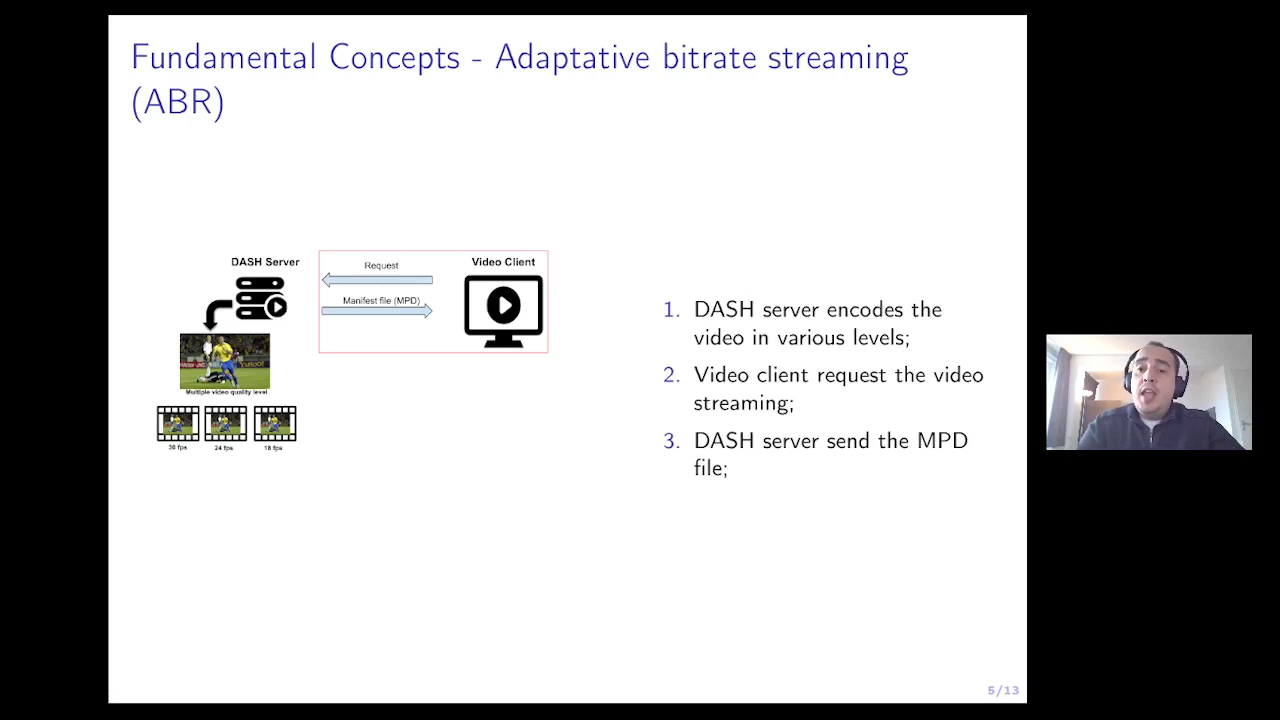 Fundamental Concepts - Adaptative bitrate streaming
(ABR)
DASH Server
Request
Video Client
Manifest file (MPD)
YAHOO!
Multiple video quality level
30 fps
24 fps
18 fps
1. DASH server encodes the
video in various levels;
2. Video client request the video
streaming;
3. DASH server send the MPD
file;
5/13